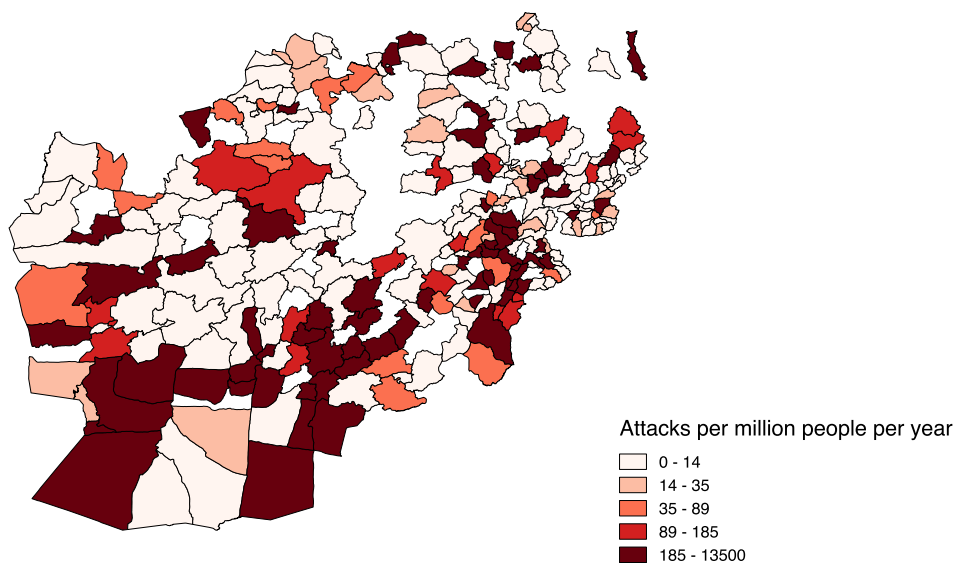 Attacks per million people per year
0 - 14
14 - 35
35 - 89
89 - 185
185 - 13500